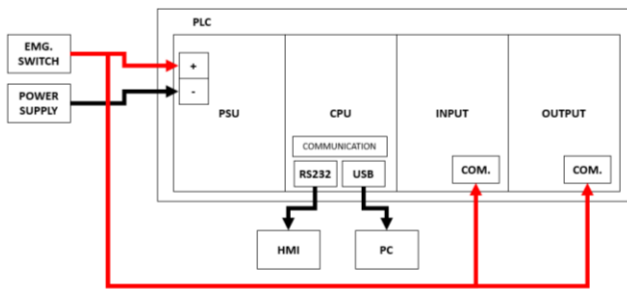 PLC
EMG.
SWITCH
+
POWER
SUPPLY
-
PSU
CPU
INPUT
OUTPUT
COMMUNICATION
RS232
USB
COM.
COM.
HMI
PC